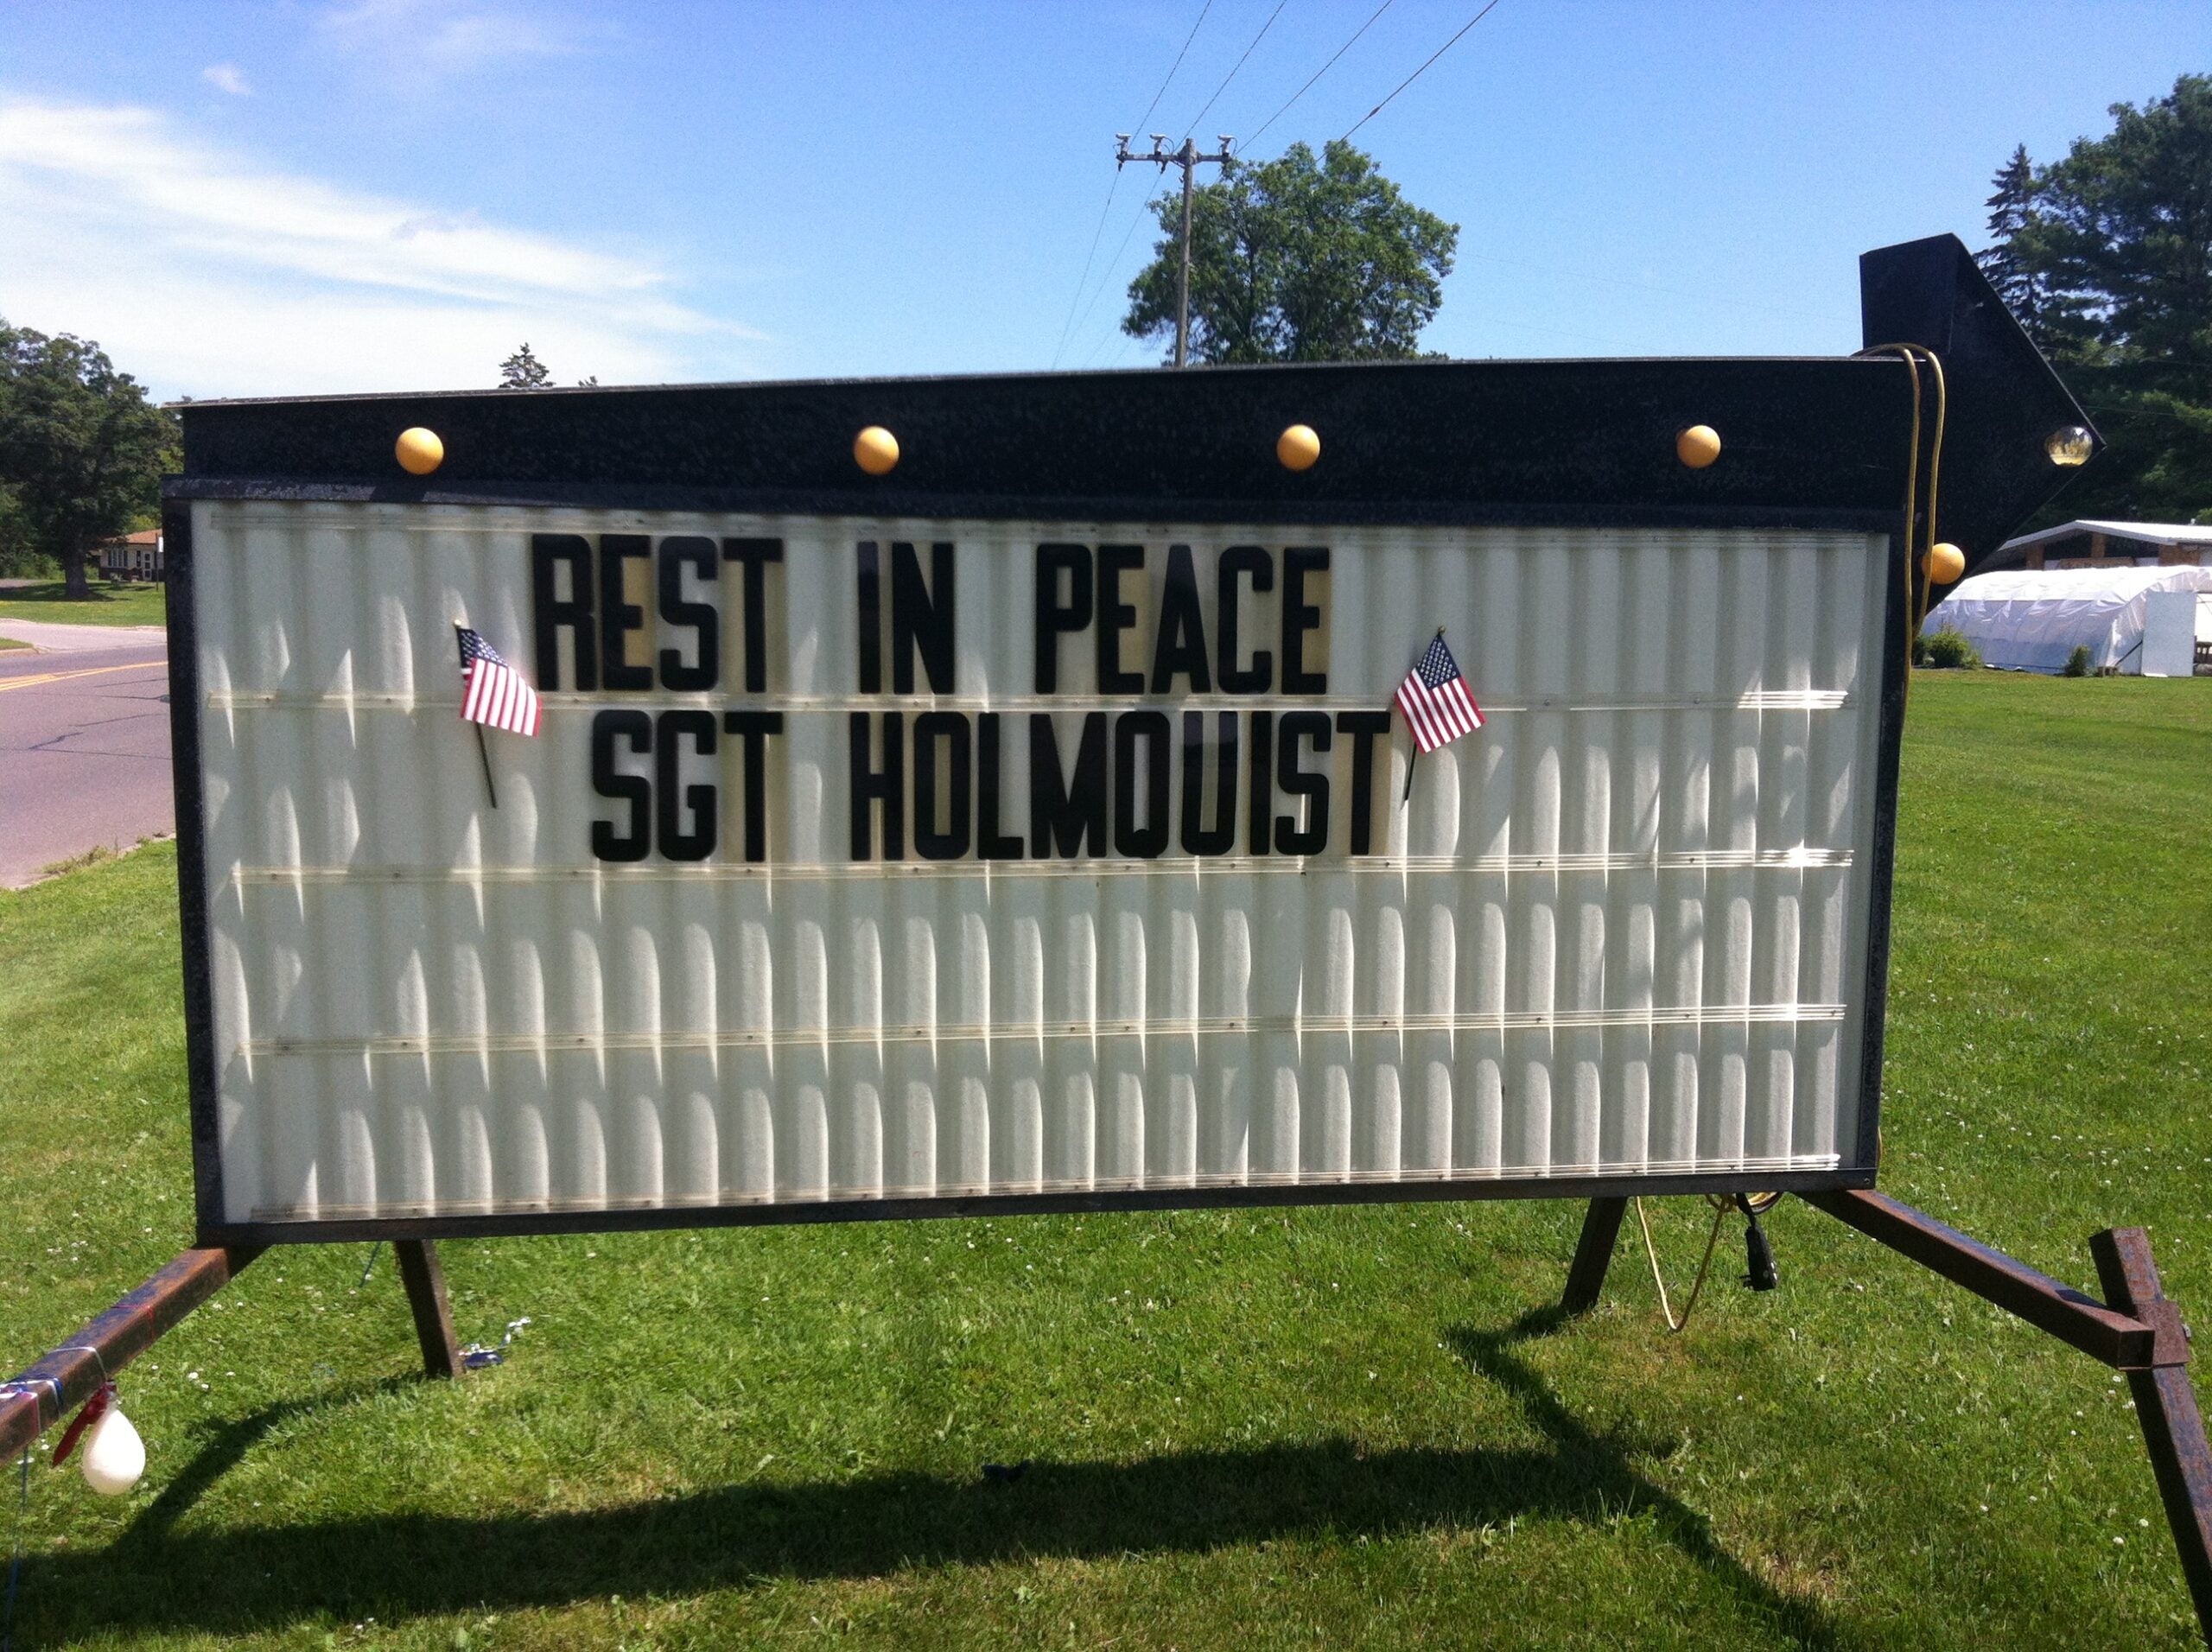 REST IN PEACE
SGT HOLMQUIST